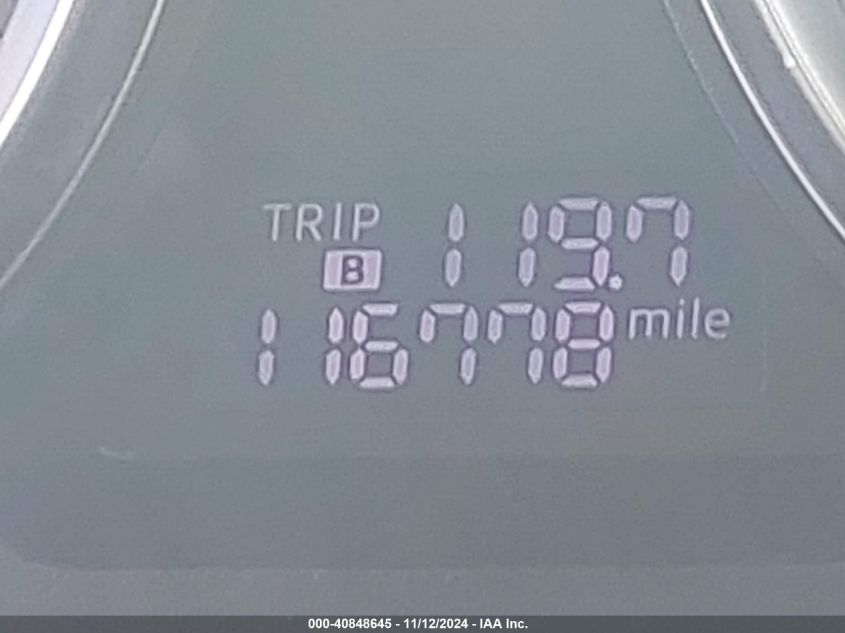 TRIP 119.7
B
116778 mile
000-40848645 - 11/12/2024 - IAA Inc.